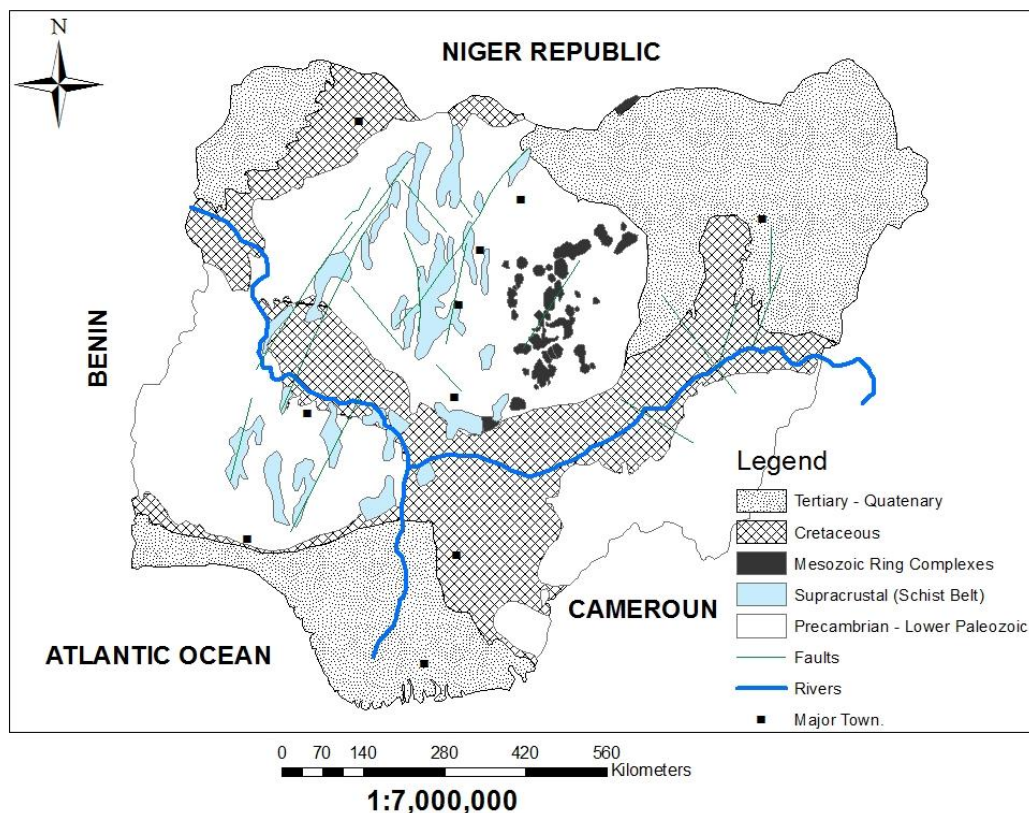 N
NIGER REPUBLIC
BENIN
Legend
Tertiary - Quatenary
Cretaceous
Mesozoic Ring Complexes
Supracrustal (Schist Belt)
Precambrian - Lower Paleozoic
Faults
Rivers
Major Town.
CAMEROUN
ATLANTIC OCEAN
0 70 140 280 420 560
Kilometers
1:7,000,000